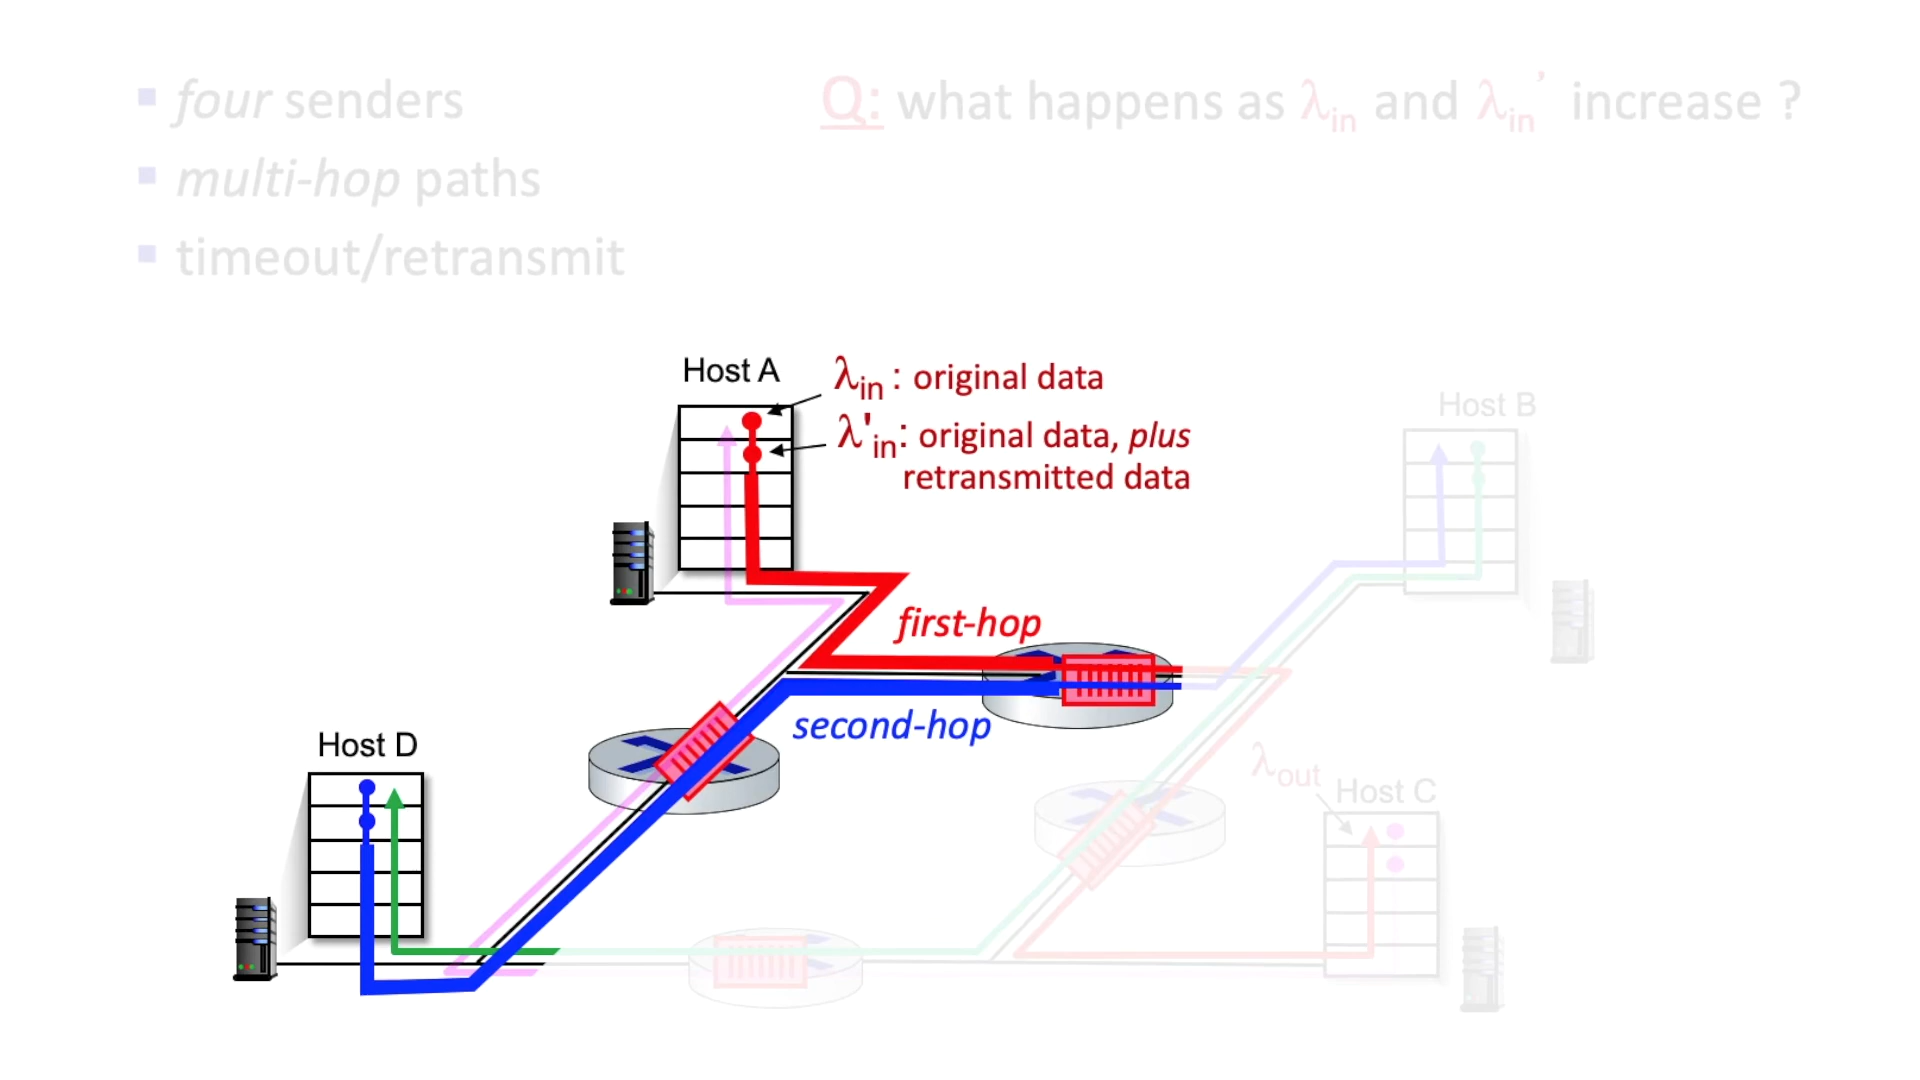 ▪ four senders
▪ multi-hop paths
▪ timeout/retransmit
Q: what happens as λin and λin’ increase ?
Host A
λin : original data
λ'in: original data, plus
retransmitted data
Host B
first-hop
second-hop
Host D
λout
Host C